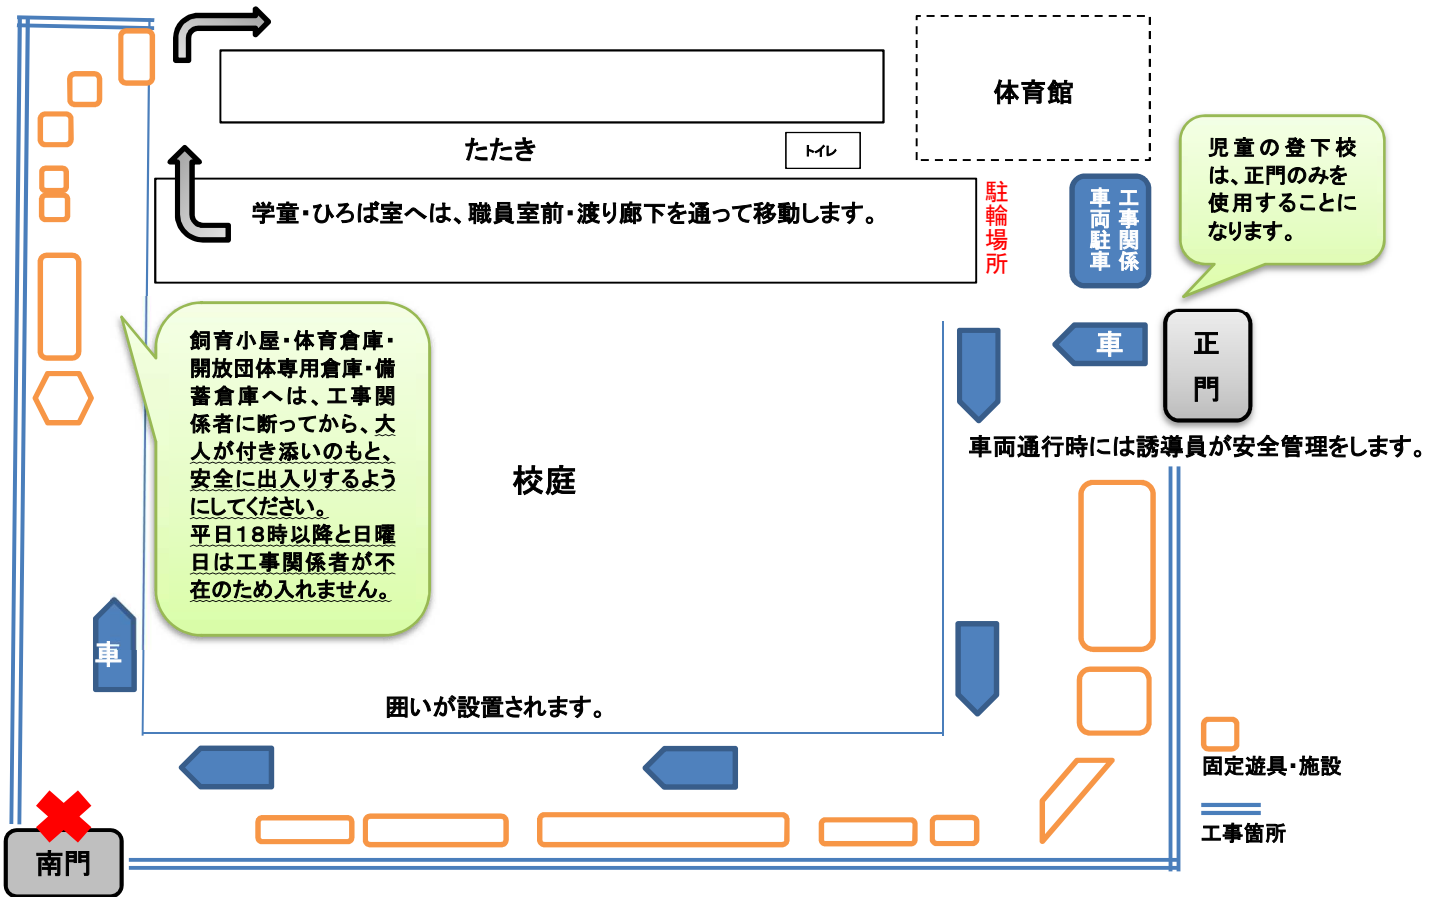 体育館
たたき
トイレ
児童の登下校
は、正門のみを
使用することに
なります。
学童・ひろば室へは、職員室前・渡り廊下を通って移動します。
駐輪場所
工事関係
車両駐車
飼育小屋・体育倉庫・
開放団体専用倉庫・備
蓄倉庫へは、工事関
係者に断ってから、大
人が付き添いのもと、
安全に出入りするよう
にしてください。
平日１８時以降と日曜
日は工事関係者が不
在のため入れません。
車
正
門
車両通行時には誘導員が安全管理をします。
校庭
車
囲いが設置されます。
固定遊具・施設
工事箇所
南門